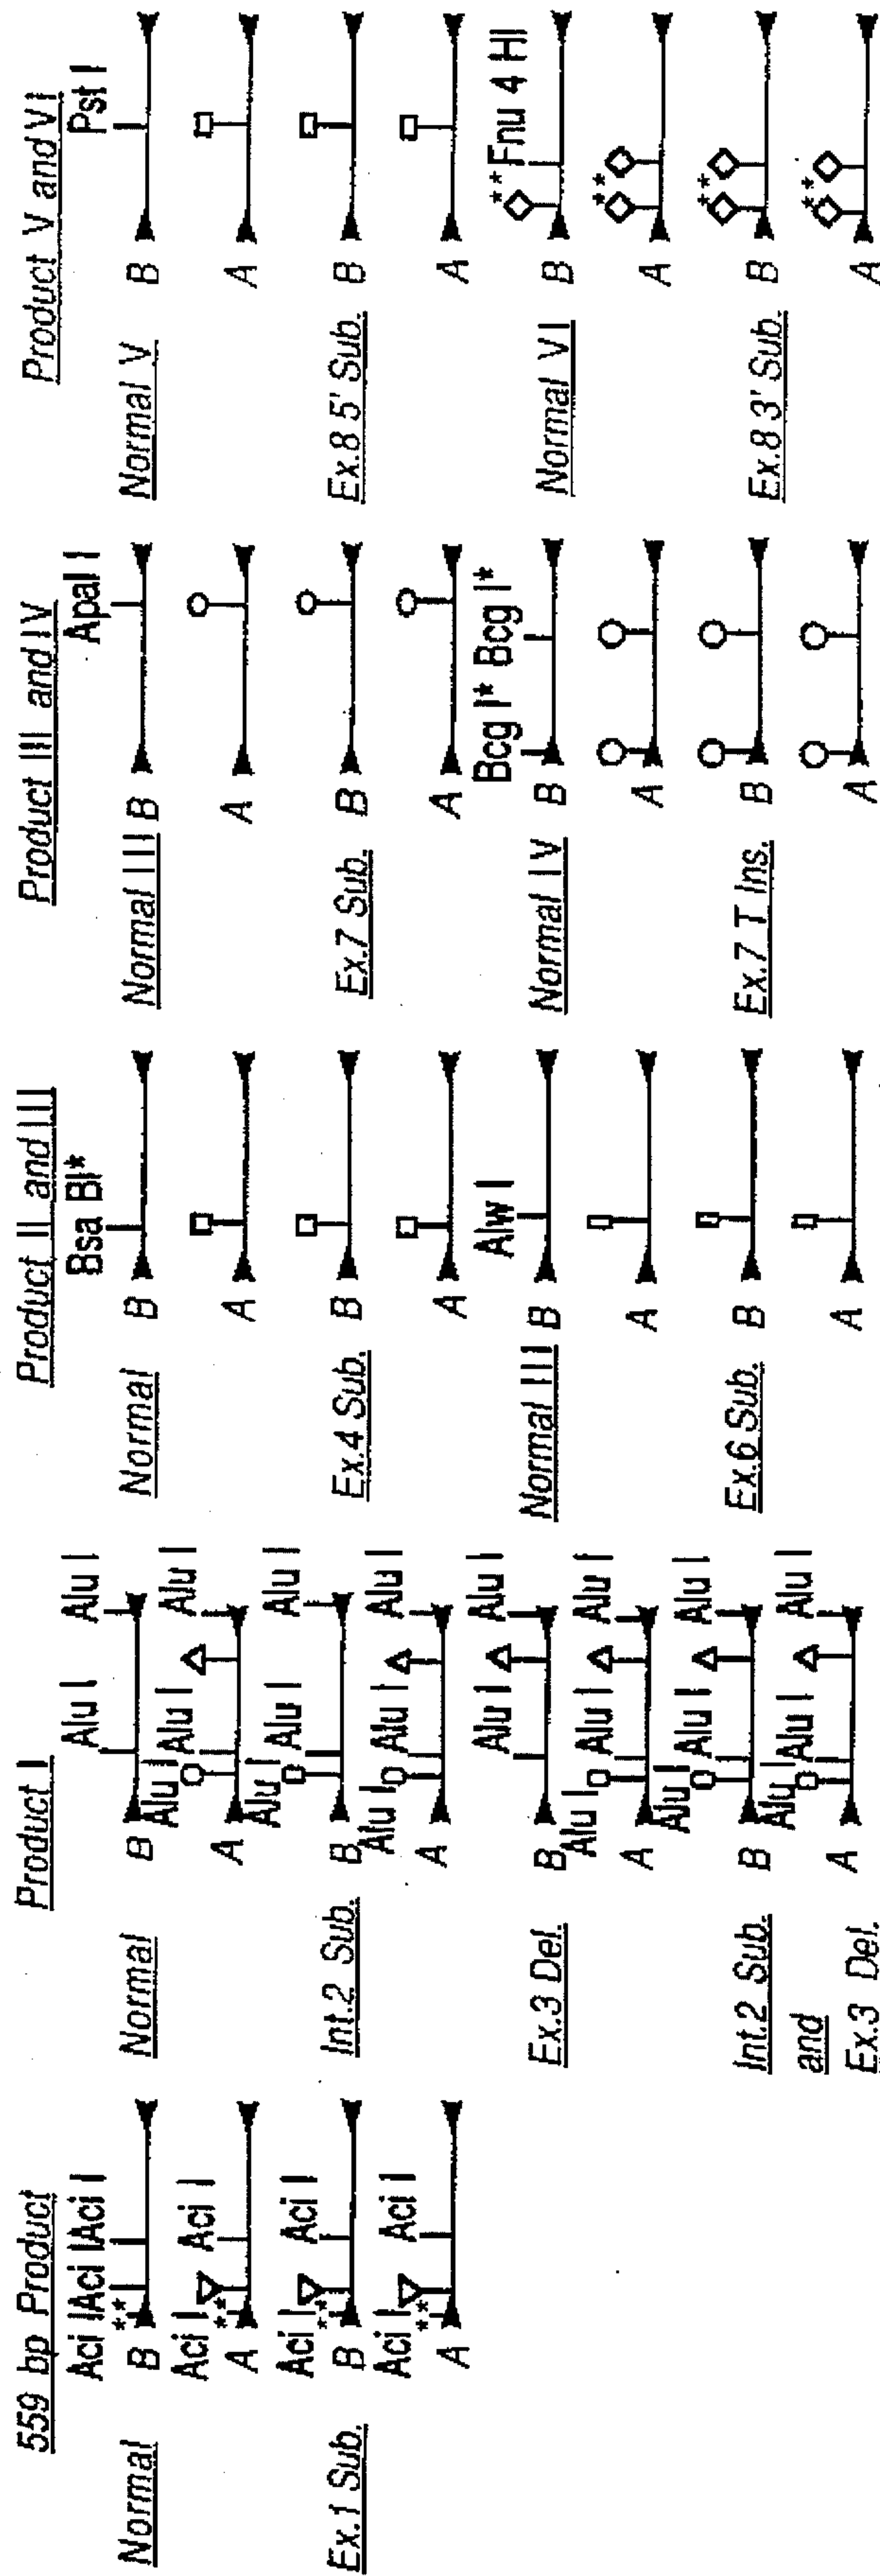 559 bp Product
Aci I Aci I Aci I
**
Normal B
Aci I Aci I
**
A
Aci I Aci I
**
Ex.1 Sub. B
Aci I Aci I
**
A
Product I
Alu I Alu I
Normal B
Alu I Alu I Alu I
A
Alu I Alu I Alu I
Int.2 Sub. B
Alu I Alu I Alu I
A
Alu I Alu I
Ex.3 Del. B
Alu I Alu I Alu I
A
Alu I Alu I Alu I
Int.2 Sub. B
and
Alu I Alu I Alu I
Ex.3 Del. A
Product II and III
Bsa BI*
Normal B
A
Ex.4 Sub. B
A
Alw I
Normal III B
A
Ex.6 Sub. B
A
Product III and IV
Apal I
Normal III B
A
Ex.7 Sub. B
A
Bcg I* Bcg I*
Normal IV B
A
Ex.7 T Ins. B
A
Product V and VI
Pst I
Normal V B
A
Ex.8 5' Sub. B
A
**Fnu 4 HI
Normal VI B
**
A
**
Ex.8 3' Sub. B
**
A